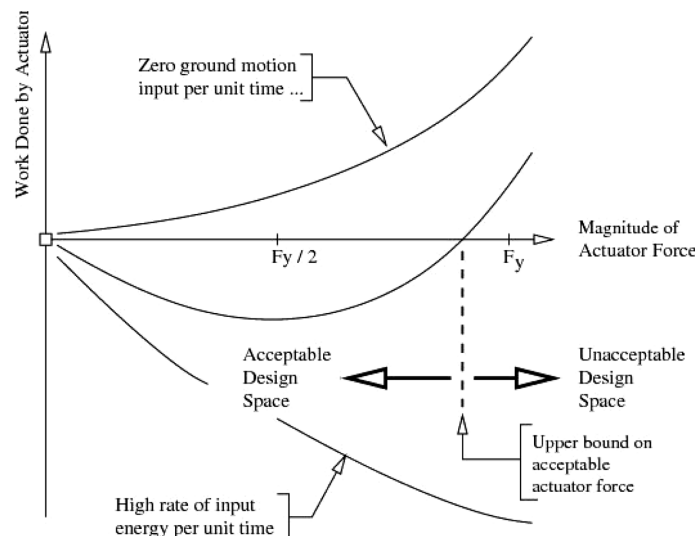 Work Done by Actuator
Zero ground motion
input per unit time ...
Magnitude of
Actuator Force
Fy / 2
Fy
Acceptable
Design
Space
Unacceptable
Design
Space
Upper bound on
acceptable
actuator force
High rate of input
energy per unit time